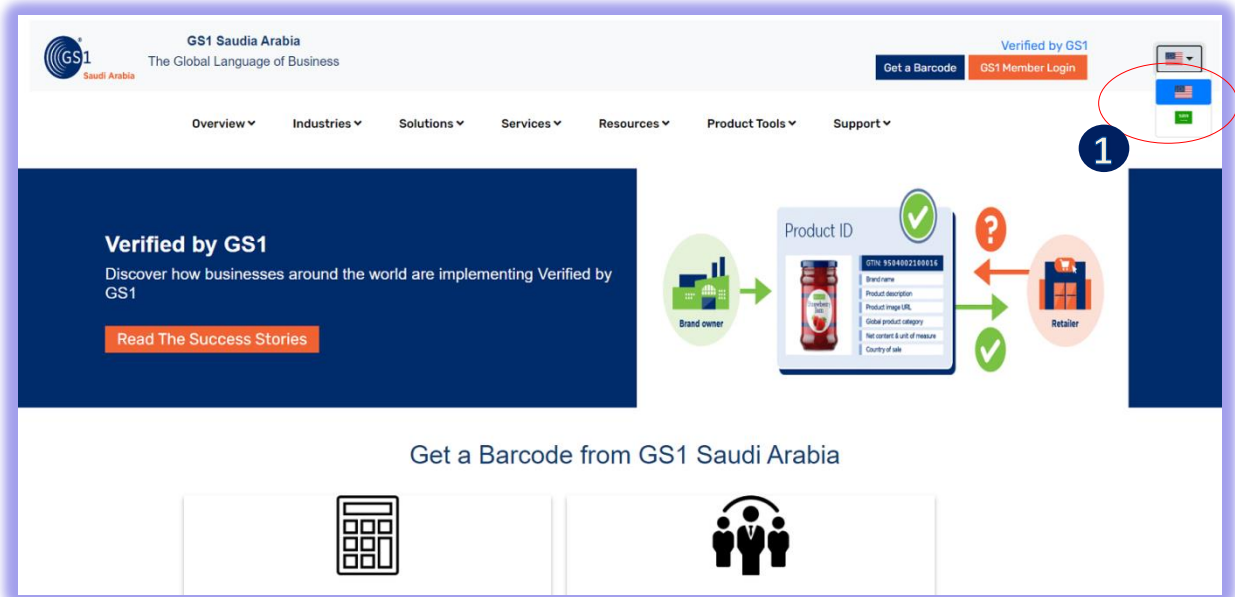 GS1
Saudi Arabia
GS1 Saudia Arabia
The Global Language of Business
Verified by GS1
Get a Barcode
GS1 Member Login
Overview
Industries
Solutions
Services
Resources
Product Tools
Support
1
Verified by GS1
Discover how businesses around the world are implementing Verified by
GS1
Read The Success Stories
Brand owner
Product ID
GTIN: 9504002100016
Brand name
Product description
Product image URL
Global product category
Net content & unit of measure
Country of sale
Strawberry
?
Retailer
Get a Barcode from GS1 Saudi Arabia